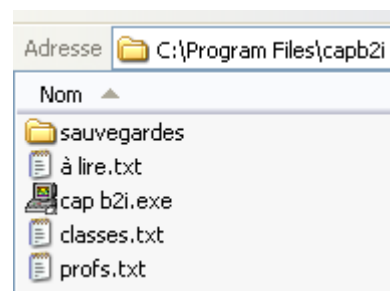 Adresse C:\Program Files\capb2i
Nom
sauvegardes
à lire.txt
cap b2i.exe
classes.txt
profs.txt